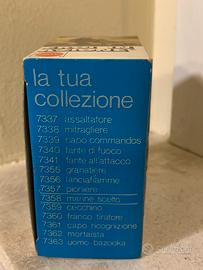 la tua
collezione
7337 assaltatore
7338 mitragliere
7339 capo commandos
7340 fante di fuoco
7341 fante all'attacco
7355 granatiere
7356 lanciafiamme
7357 pioniere
7358 marine scelto
7359 cecchino
7360 franco tiratore
7361 capo ricognizione
7362 mortaista
7363 uomo-bazooka